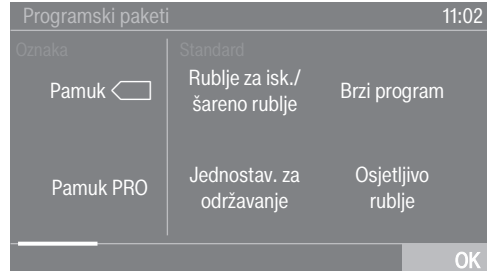 Programski paketi 11:02
Oznaka Standard
Pamuk
Rublje za isk./
šareno rublje
Brzi program
Pamuk PRO
Jednostav. za
održavanje
Osjetljivo
rublje
OK